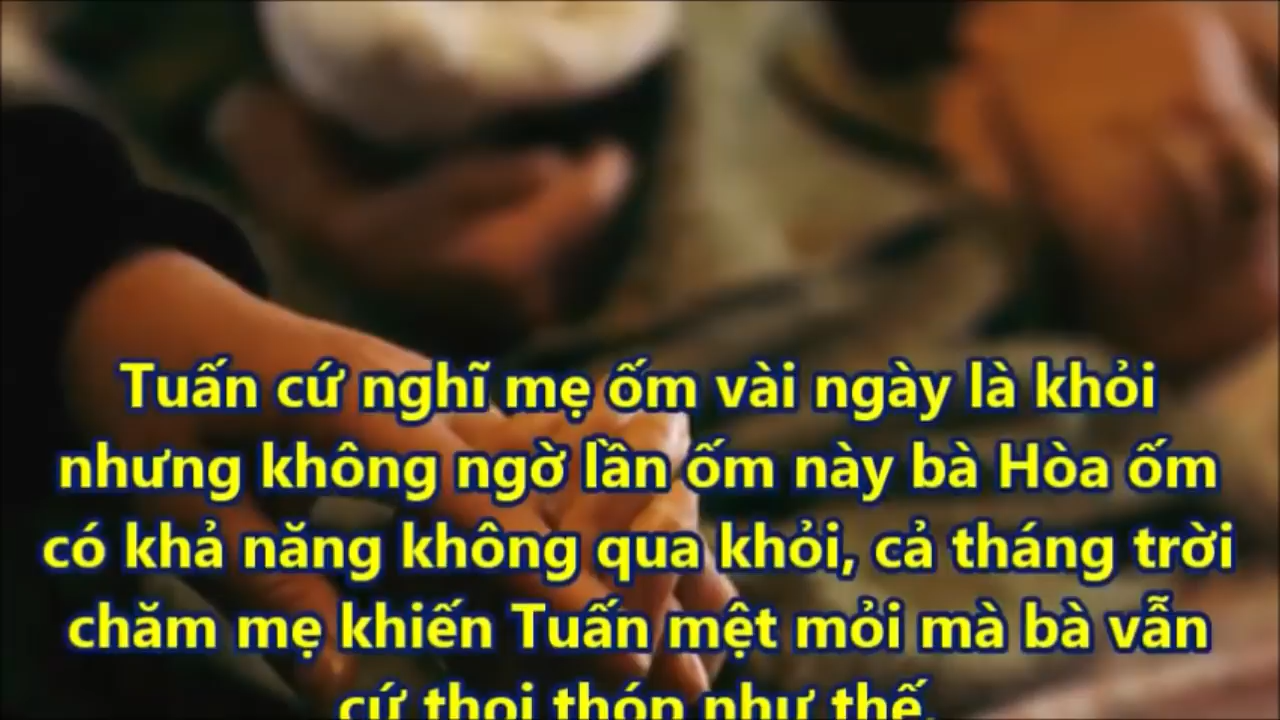 Tuấn cứ nghĩ mẹ ốm vài ngày là khỏi
nhưng không ngờ lần ốm này bà Hòa ốm
có khả năng không qua khỏi, cả tháng trời
chăm mẹ khiến Tuấn mệt mỏi mà bà vẫn
cứ thoi thóp như thế.